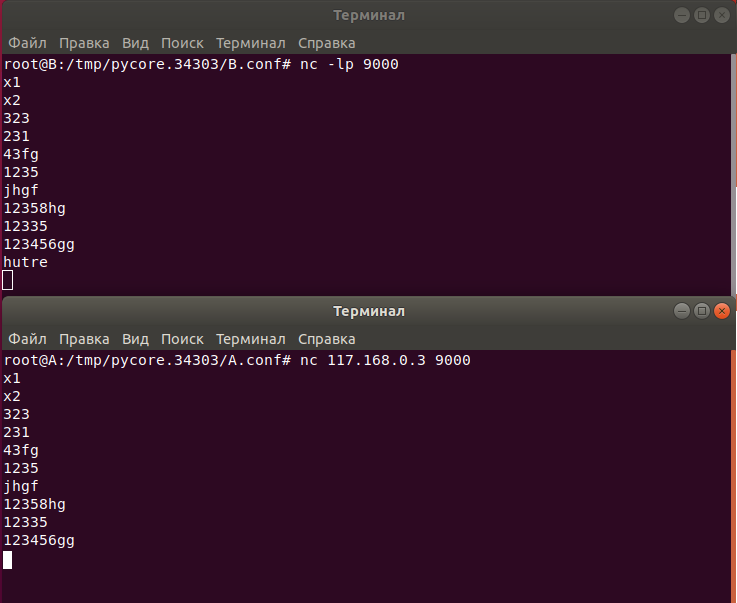 Терминал
Файл Правка Вид Поиск Терминал Справка
root@B:/tmp/pycore.34303/B.conf# nc -lp 9000
x1
x2
323
231
43fg
1235
jhgf
12358hg
12335
123456gg
hutre
Терминал
Файл Правка Вид Поиск Терминал Справка
root@A:/tmp/pycore.34303/A.conf# nc 117.168.0.3 9000
x1
x2
323
231
43fg
1235
jhgf
12358hg
12335
123456gg